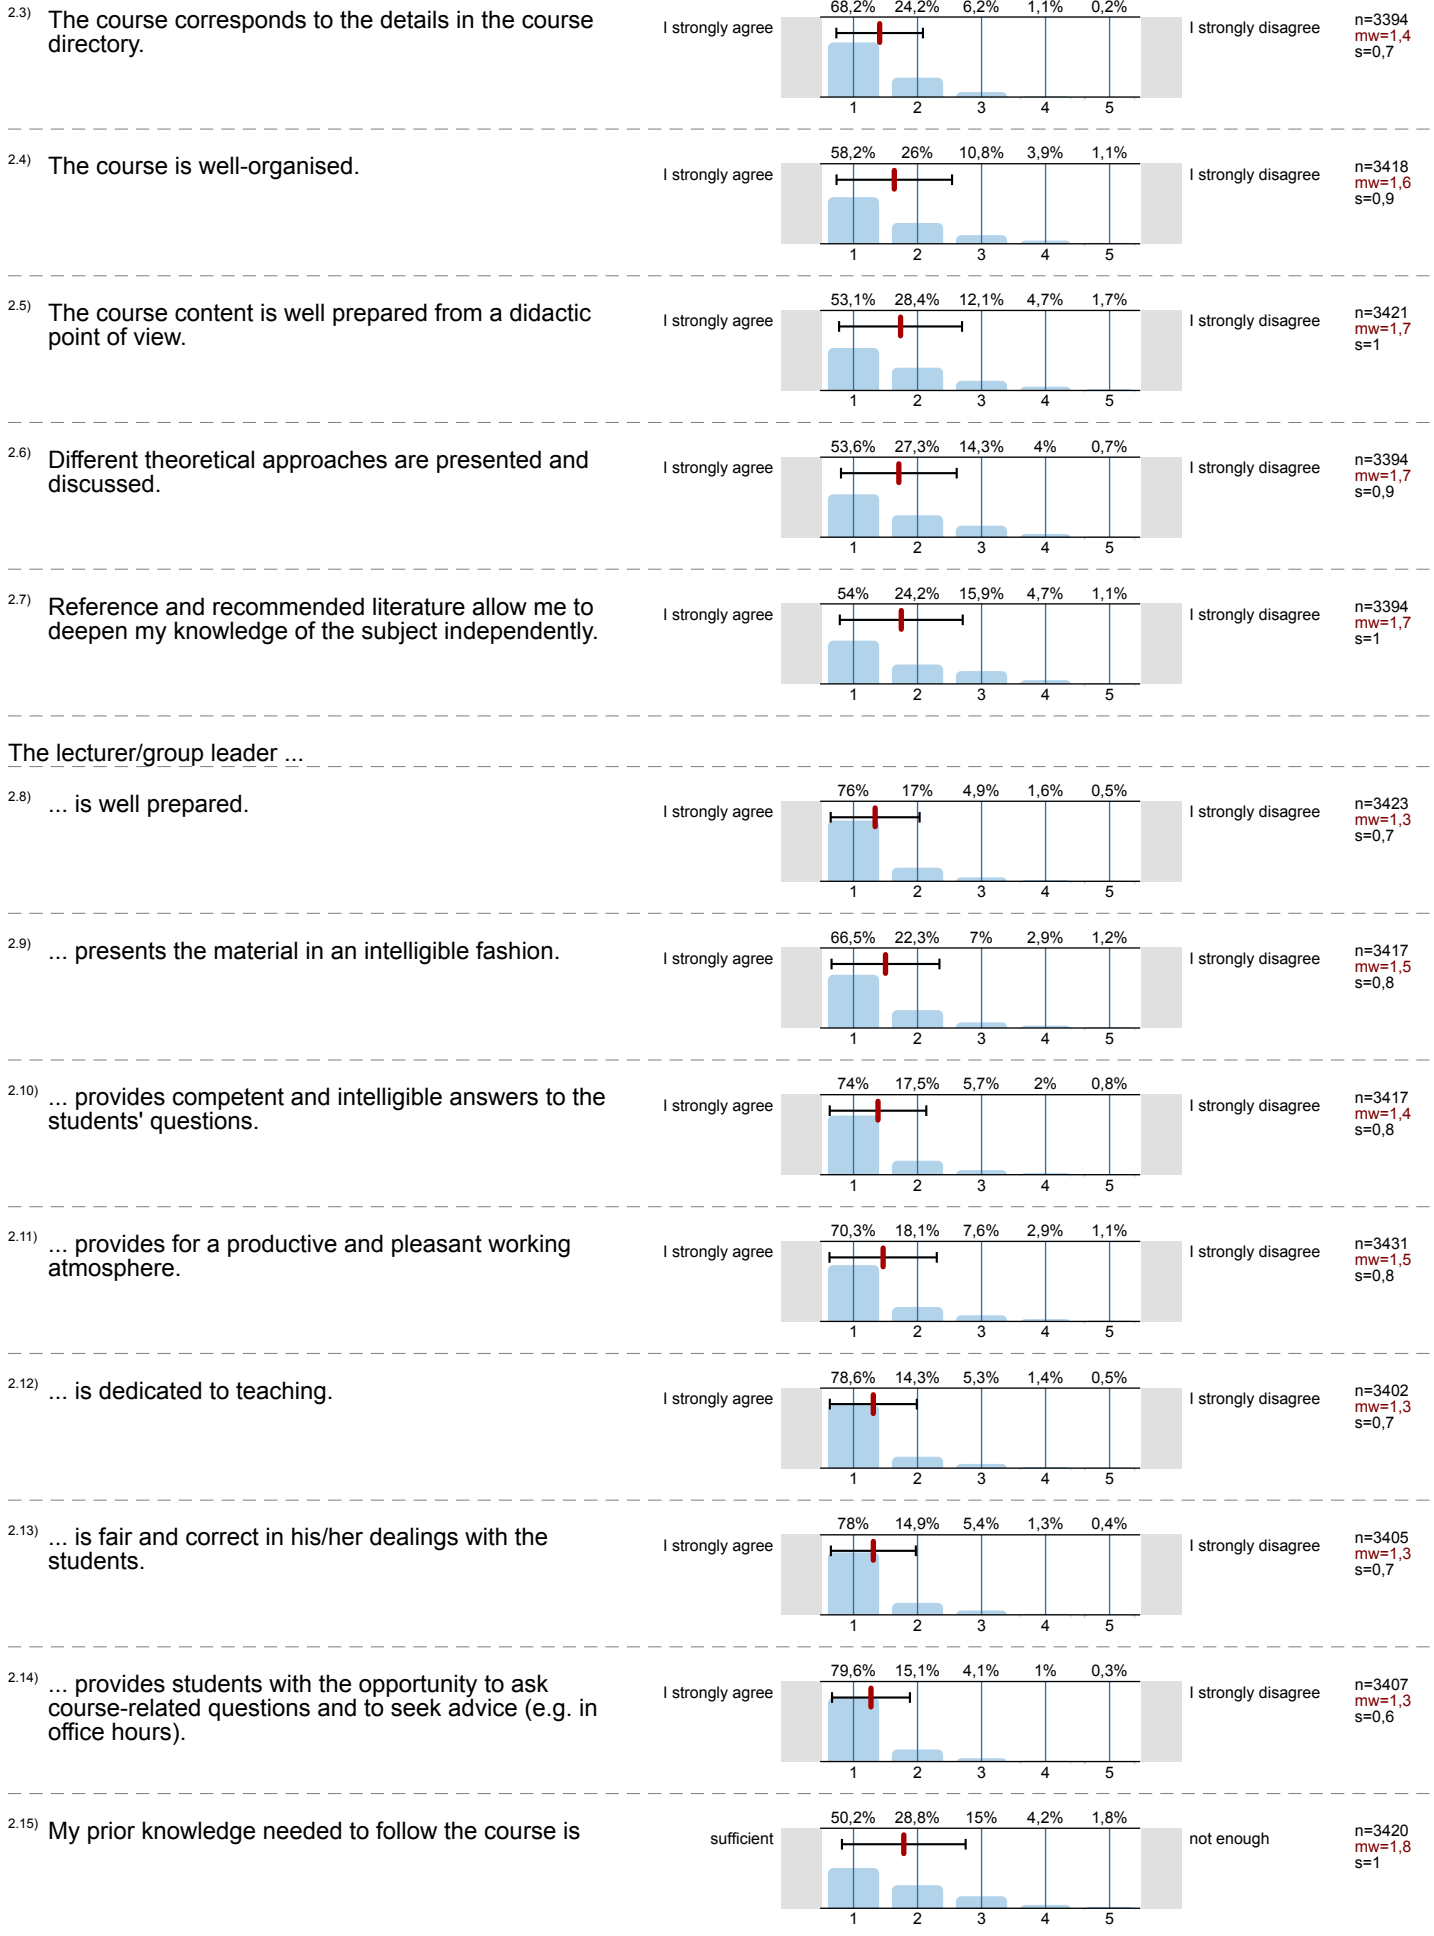 2.3) The course corresponds to the details in the course
directory.
I strongly agree
68,2% 24,2% 6,2% 1,1% 0,2%
1 2 3 4 5
I strongly disagree
n=3394
mw=1,4
s=0,7
2.4) The course is well-organised.
I strongly agree
58,2% 26% 10,8% 3,9% 1,1%
1 2 3 4 5
I strongly disagree
n=3418
mw=1,6
s=0,9
2.5) The course content is well prepared from a didactic
point of view.
I strongly agree
53,1% 28,4% 12,1% 4,7% 1,7%
1 2 3 4 5
I strongly disagree
n=3421
mw=1,7
s=1
2.6) Different theoretical approaches are presented and
discussed.
I strongly agree
53,6% 27,3% 14,3% 4% 0,7%
1 2 3 4 5
I strongly disagree
n=3394
mw=1,7
s=0,9
2.7) Reference and recommended literature allow me to
deepen my knowledge of the subject independently.
I strongly agree
54% 24,2% 15,9% 4,7% 1,1%
1 2 3 4 5
I strongly disagree
n=3394
mw=1,7
s=1
The lecturer/group leader ...
2.8) ... is well prepared.
I strongly agree
76% 17% 4,9% 1,6% 0,5%
1 2 3 4 5
I strongly disagree
n=3423
mw=1,3
s=0,7
2.9) ... presents the material in an intelligible fashion.
I strongly agree
66,5% 22,3% 7% 2,9% 1,2%
1 2 3 4 5
I strongly disagree
n=3417
mw=1,5
s=0,8
2.10) ... provides competent and intelligible answers to the
students' questions.
I strongly agree
74% 17,5% 5,7% 2% 0,8%
1 2 3 4 5
I strongly disagree
n=3417
mw=1,4
s=0,8
2.11) ... provides for a productive and pleasant working
atmosphere.
I strongly agree
70,3% 18,1% 7,6% 2,9% 1,1%
1 2 3 4 5
I strongly disagree
n=3431
mw=1,5
s=0,8
2.12) ... is dedicated to teaching.
I strongly agree
78,6% 14,3% 5,3% 1,4% 0,5%
1 2 3 4 5
I strongly disagree
n=3402
mw=1,3
s=0,7
2.13) ... is fair and correct in his/her dealings with the
students.
I strongly agree
78% 14,9% 5,4% 1,3% 0,4%
1 2 3 4 5
I strongly disagree
n=3405
mw=1,3
s=0,7
2.14) ... provides students with the opportunity to ask
course-related questions and to seek advice (e.g. in
office hours).
I strongly agree
79,6% 15,1% 4,1% 1% 0,3%
1 2 3 4 5
I strongly disagree
n=3407
mw=1,3
s=0,6
2.15) My prior knowledge needed to follow the course is
sufficient
50,2% 28,8% 15% 4,2% 1,8%
1 2 3 4 5
not enough
n=3420
mw=1,8
s=1